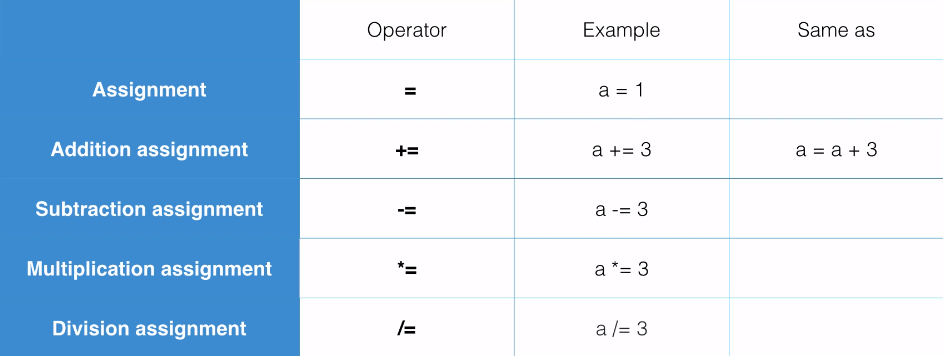 Operator Example Same as
Assignment = a = 1
Addition assignment += a += 3 a = a + 3
Subtraction assignment -= a -= 3
Multiplication assignment *= a *= 3
Division assignment /= a /= 3